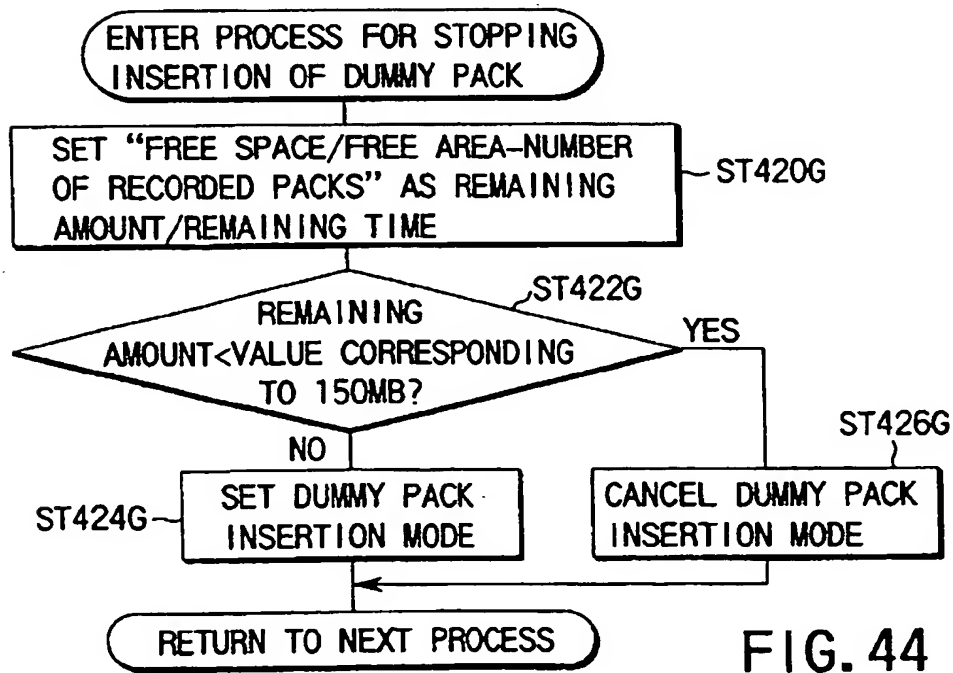 ENTER PROCESS FOR STOPPING
INSERTION OF DUMMY PACK
SET “FREE SPACE/FREE AREA-NUMBER
OF RECORDED PACKS” AS REMAINING
AMOUNT/REMAINING TIME
ST420G
ST422G
REMAINING
AMOUNT<VALUE CORRESPONDING
TO 150MB?
YES
NO
ST426G
ST424G
SET DUMMY PACK
INSERTION MODE
CANCEL DUMMY PACK
INSERTION MODE
RETURN TO NEXT PROCESS
FIG. 44